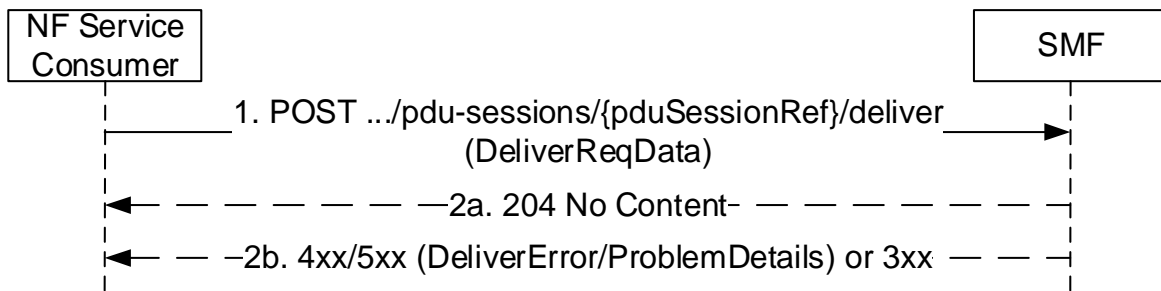 NF Service
Consumer
SMF
1. POST .../pdu-sessions/{pduSessionRef}/deliver
(DeliverReqData)
2a. 204 No Content
2b. 4xx/5xx (DeliverError/ProblemDetails) or 3xx